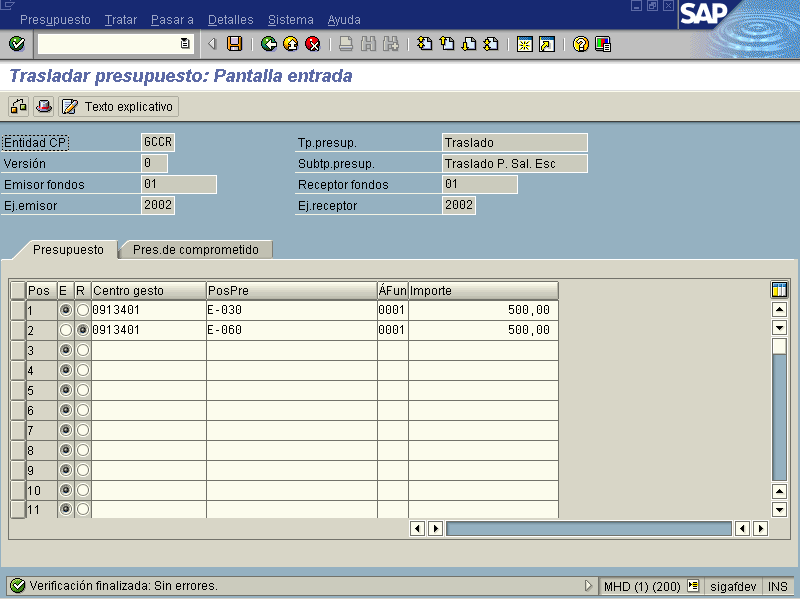 Presupuesto Tratar Pasar a Detalles Sistema Ayuda
SAP
Trasladar presupuesto: Pantalla entrada
Texto explicativo
Entidad CP GCCR Tp.presup. Traslado
Versión 0 Subtp.presup. Traslado P. Sal. Esc
Emisor fondos 01 Receptor fondos 01
Ej.emisor 2002 Ej.receptor 2002
Presupuesto Pres.de comprometido
Pos E R Centro gesto PosPre ÁFun Importe
1 0913401 E-030 0001 500,00
2 0913401 E-060 0001 500,00
3
4
5
6
7
8
9
10
11
Verificación finalizada: Sin errores. MHD (1) (200) sigafdev INS